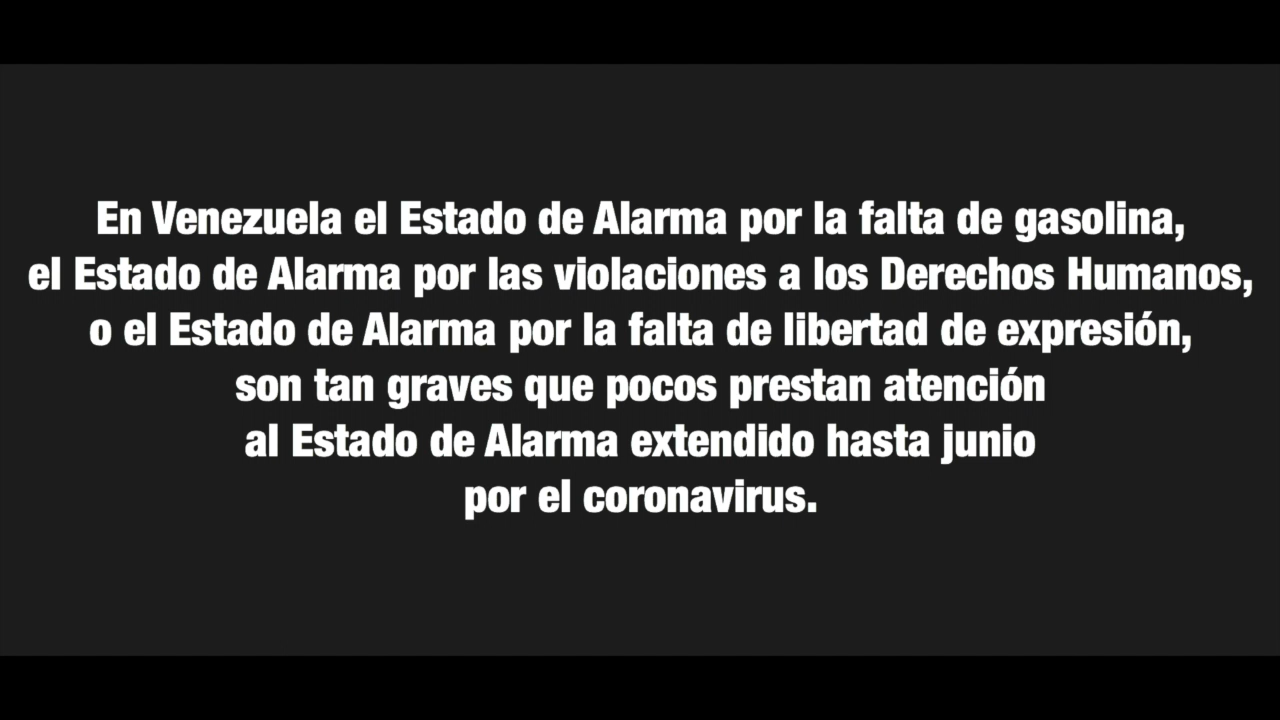 En Venezuela el Estado de Alarma por la falta de gasolina,
el Estado de Alarma por las violaciones a los Derechos Humanos,
o el Estado de Alarma por la falta de libertad de expresión,
son tan graves que pocos prestan atención
al Estado de Alarma extendido hasta junio
por el coronavirus.